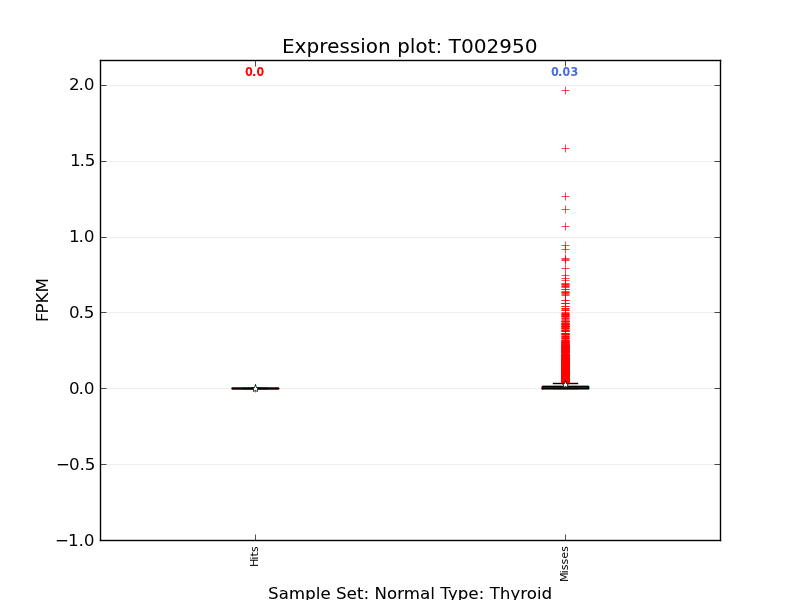 Expression plot: T002950
0.0
0.03
2.0
1.5
1.0
0.5
0.0
−0.5
−1.0
FPKM
Hits
Misses
Sample Set: Normal Type: Thyroid